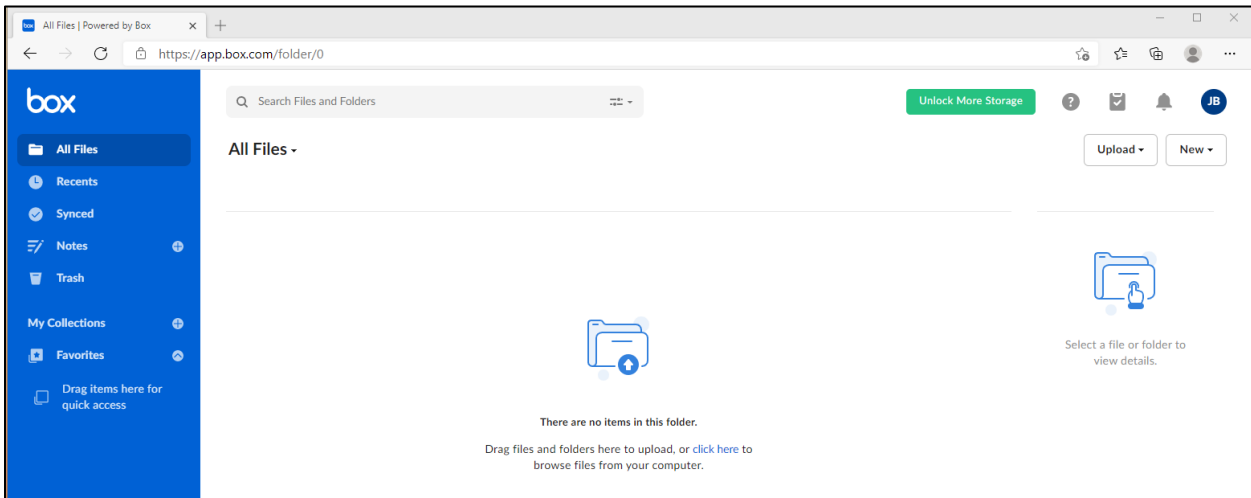 box All Files | Powered by Box
https://app.box.com/folder/0
box
Search Files and Folders
Unlock More Storage
JB
All Files
Recents
Synced
Notes
Trash
My Collections
Favorites
Drag items here for
quick access
All Files
Upload
New
There are no items in this folder.
Drag files and folders here to upload, or click here to
browse files from your computer.
Select a file or folder to
view details.